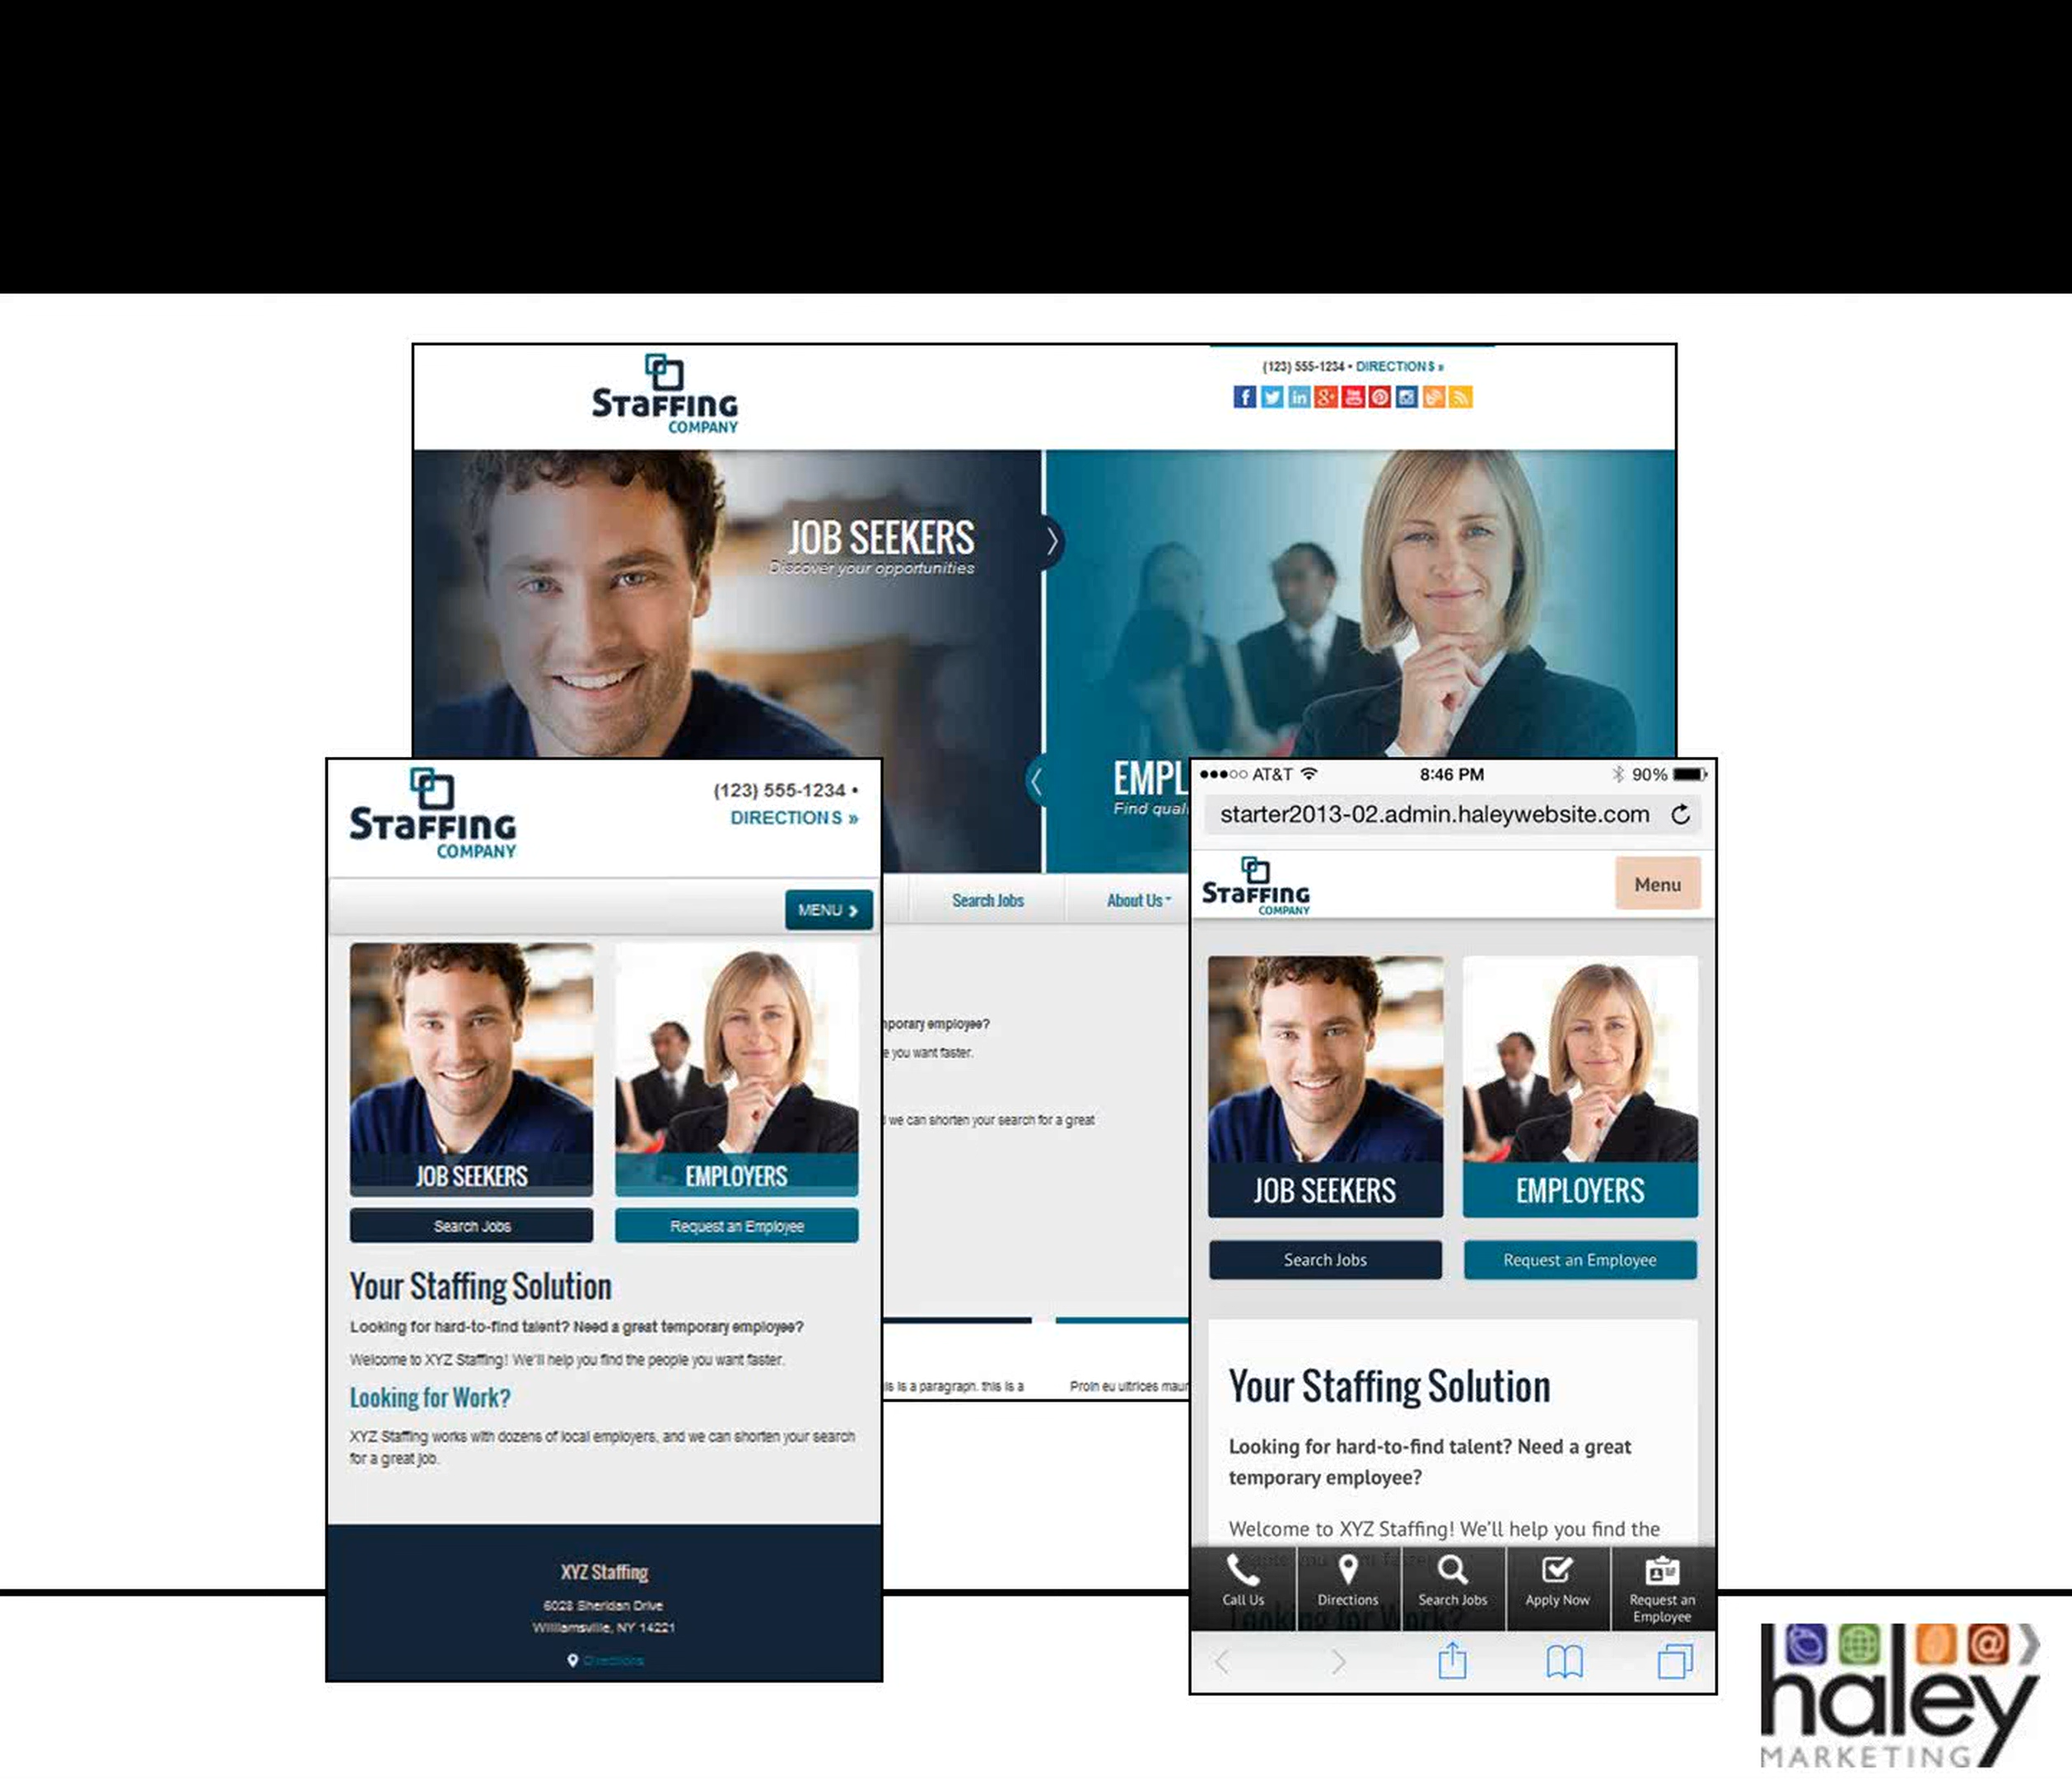 STaFFING
COMPANY
(123) 555-1234 • DIRECTIONS »
JOB SEEKERS
Discover your opportunities
EMPL
Find quali
Search Jobs
About Us
mporary employee?
e you want faster.
we can shorten your search for a great
is is a paragraph. this is a
Proin eu ultrices maur
STaFFING
COMPANY
(123) 555-1234 •
DIRECTIONS »
MENU
JOB SEEKERS
EMPLOYERS
Search Jobs
Request an Employee
Your Staffing Solution
Looking for hard-to-find talent? Need a great temporary employee?
Welcome to XYZ Staffing! We'll help you find the people you want faster.
Looking for Work?
XYZ Staffing works with dozens of local employers, and we can shorten your search
for a great job.
XYZ Staffing
6028 Sheridan Drive
Williamsville, NY 14221
Directions
AT&T
8:46 PM
90%
starter2013-02.admin.haleywebsite.com
STaFFING
COMPANY
Menu
JOB SEEKERS
EMPLOYERS
Search Jobs
Request an Employee
Your Staffing Solution
Looking for hard-to-find talent? Need a great
temporary employee?
Welcome to XYZ Staffing! We'll help you find the
Looking for Work?
Call Us
Directions
Search Jobs
Apply Now
Request an
Employee
haley
MARKETING